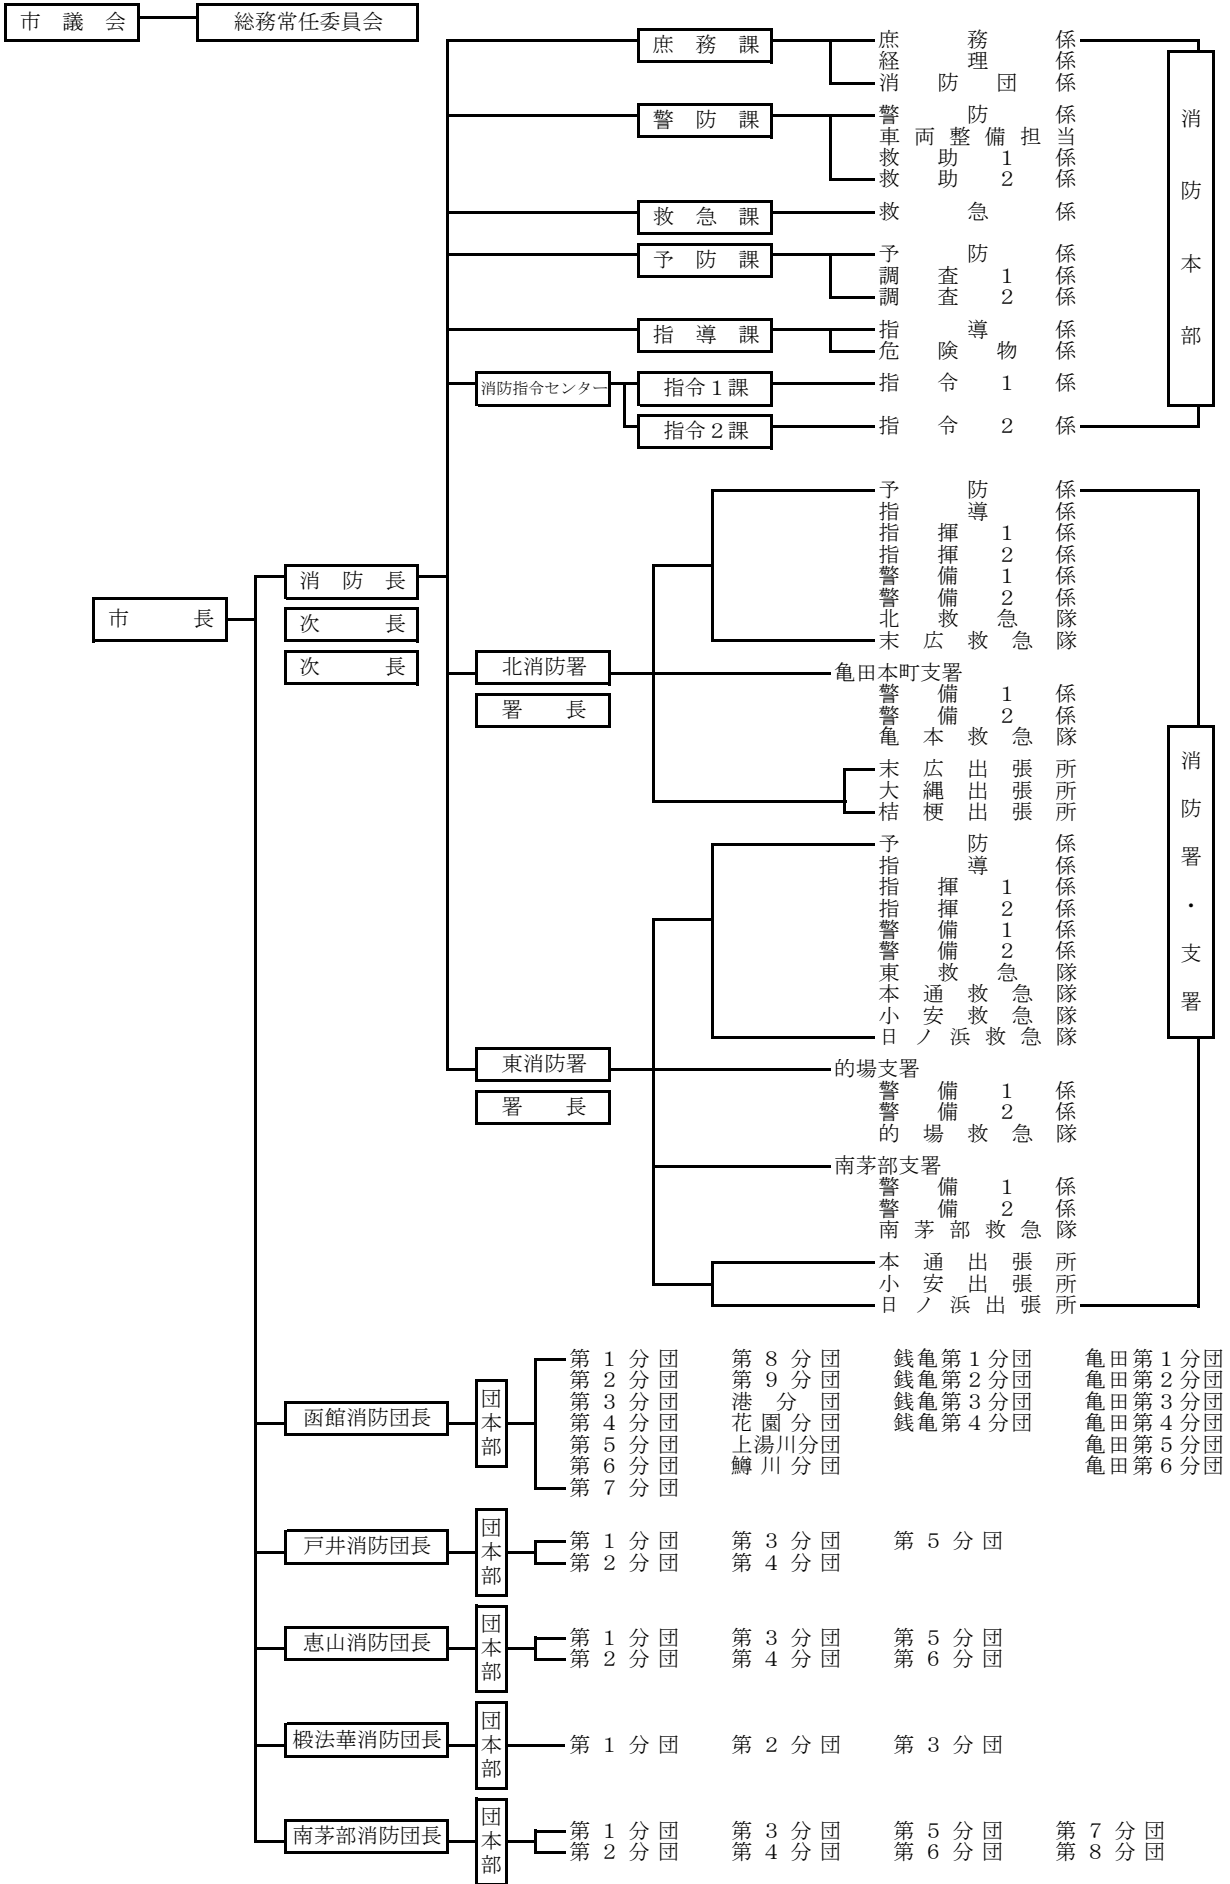 市議会 総務常任委員会
庶務課 庶務係
経理係
消防団係
警防課 警防係
車両整備担当
救助１係
救助２係
救急課 救急係
予防課 予防係
調査１係
調査２係
指導課 指導係
危険物係
消防指令センター 指令１課 指令１係
指令２課 指令２係
消防本部
市長
消防長
次長
次長
北消防署
署長
予防係
指導係
指揮１係
指揮２係
警備１係
警備２係
北救急隊
末広救急隊
亀田本町支署
警備１係
警備２係
亀本救急隊
末広出張所
大縄出張所
桔梗出張所
東消防署
署長
予防係
指導係
指揮１係
指揮２係
警備１係
警備２係
東救急隊
本通救急隊
小安救急隊
日ノ浜救急隊
的場支署
警備１係
警備２係
的場救急隊
南茅部支署
警備１係
警備２係
南茅部救急隊
本通出張所
小安出張所
日ノ浜出張所
消防署・支署
函館消防団長 団本部
第１分団 第８分団 銭亀第１分団 亀田第１分団
第２分団 第９分団 銭亀第２分団 亀田第２分団
第３分団 港分団 銭亀第３分団 亀田第３分団
第４分団 花園分団 銭亀第４分団 亀田第４分団
第５分団 上湯川分団 亀田第５分団
第６分団 鱒川分団 亀田第６分団
第７分団
戸井消防団長 団本部
第１分団 第３分団 第５分団
第２分団 第４分団
恵山消防団長 団本部
第１分団 第３分団 第５分団
第２分団 第４分団 第６分団
椴法華消防団長 団本部
第１分団 第２分団 第３分団
南茅部消防団長 団本部
第１分団 第３分団 第５分団 第７分団
第２分団 第４分団 第６分団 第８分団